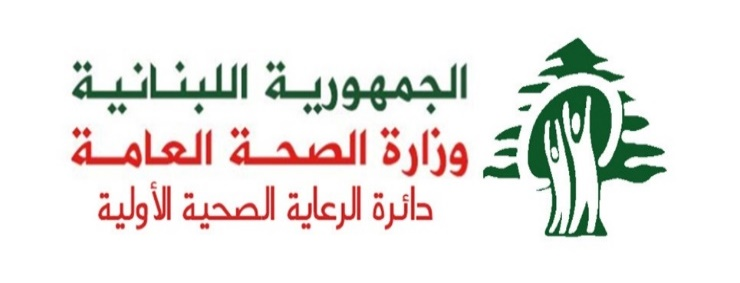 الجمهورية اللبنانية
وزارة الصحة العامة
دائرة الرعاية الصحية الأولية